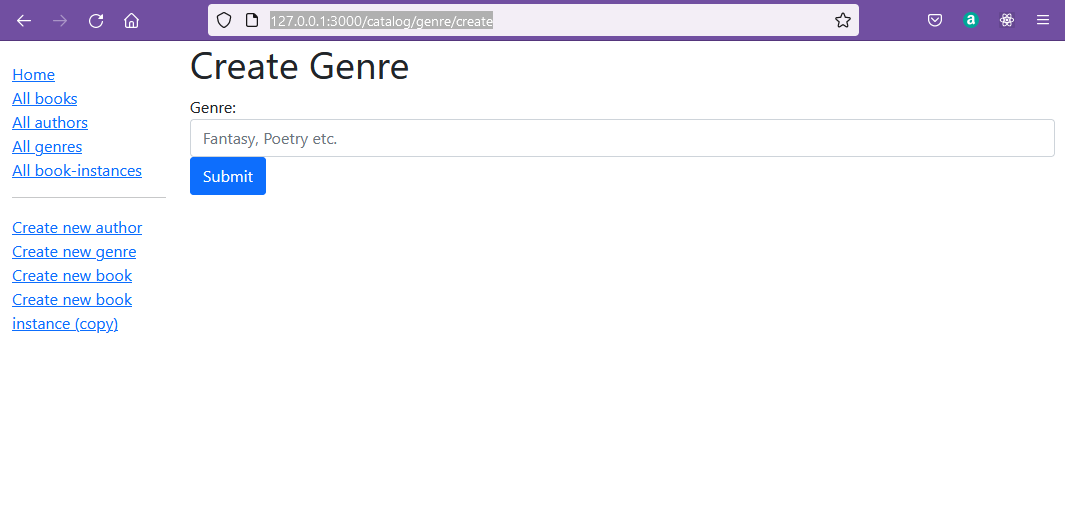 127.0.0.1:3000/catalog/genre/create
a
Home
All books
All authors
All genres
All book-instances
Create new author
Create new genre
Create new book
Create new book
instance (copy)
Create Genre
Genre:
Fantasy, Poetry etc.
Submit